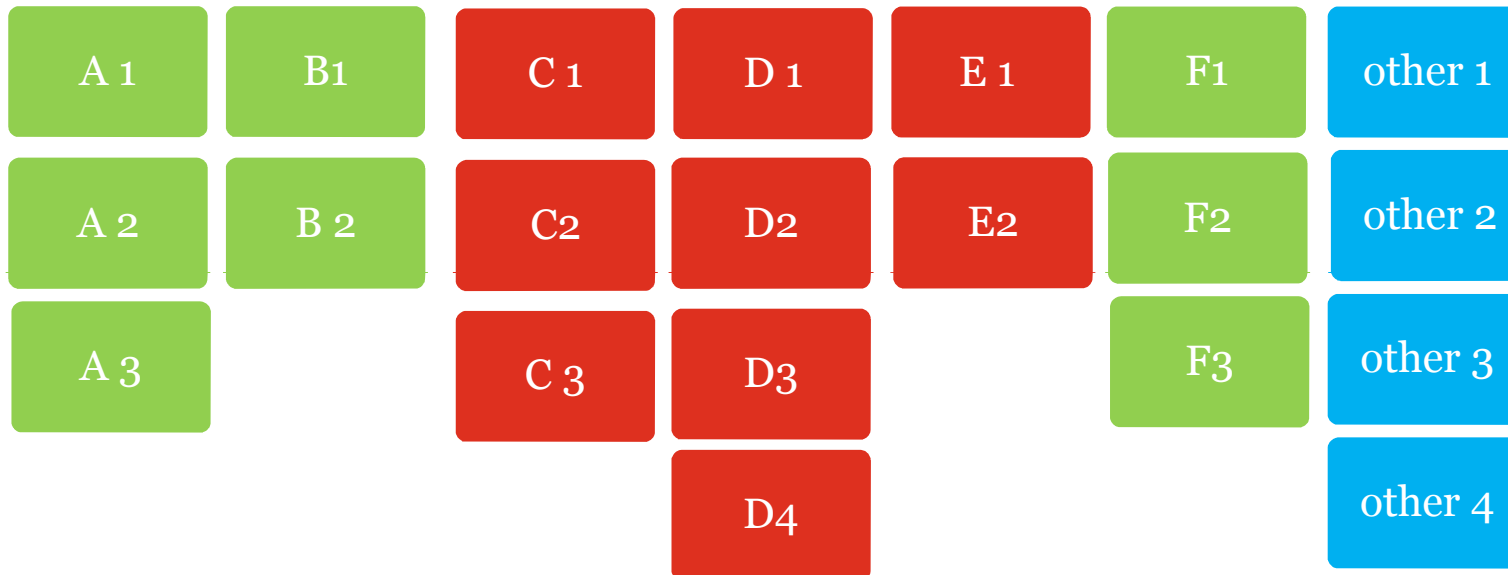 A 1
B1
C 1
D 1
E 1
F1
other 1
A 2
B 2
C2
D2
E2
F2
other 2
A 3
C 3
D3
F3
other 3
D4
other 4